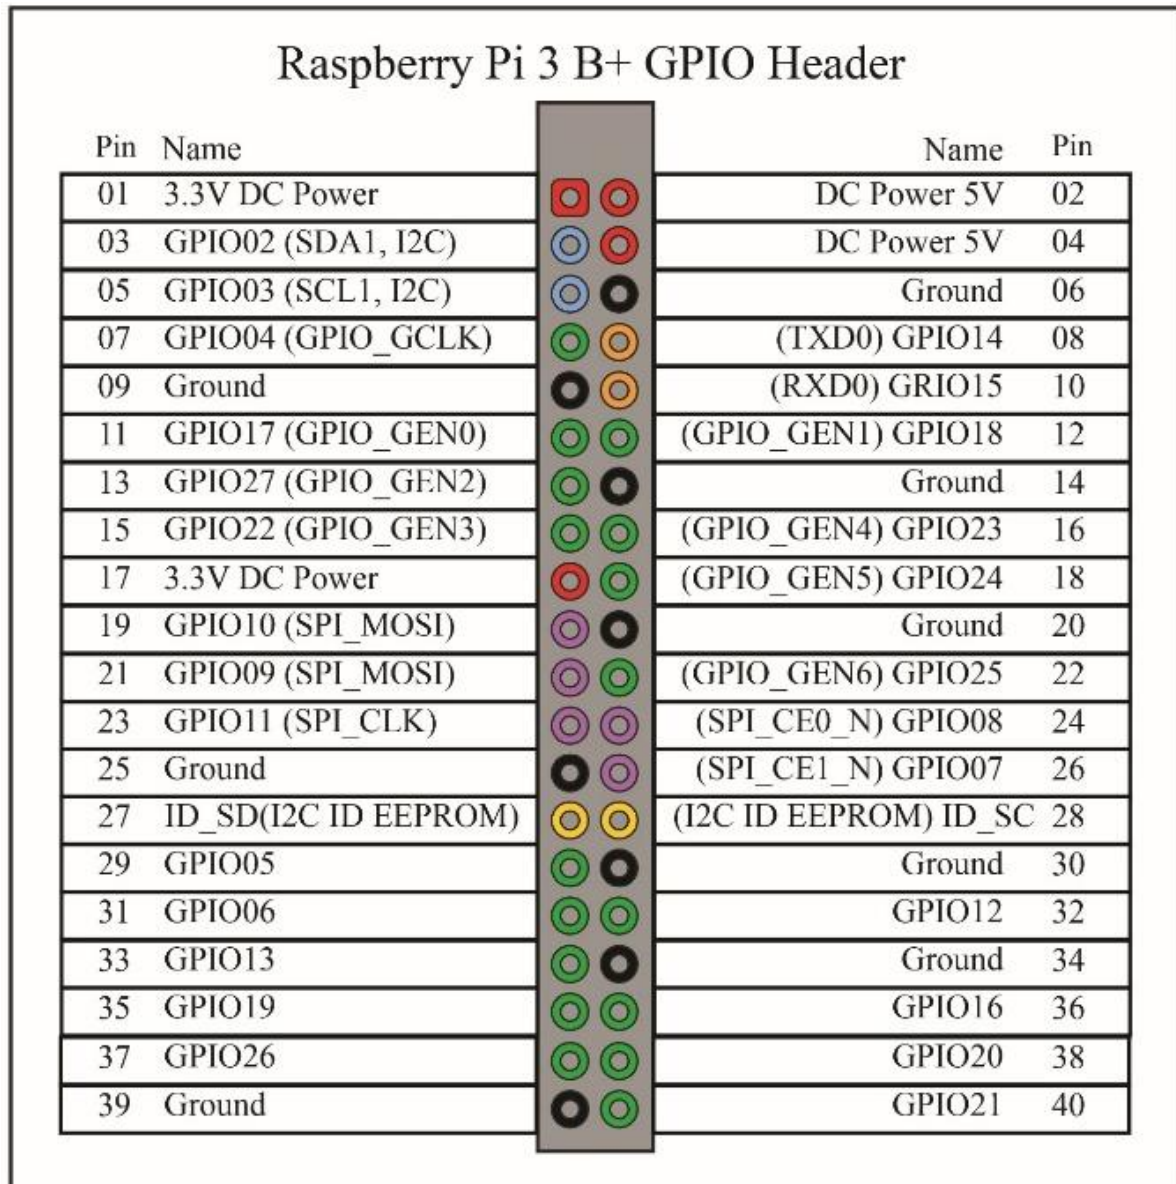 Raspberry Pi 3 B+ GPIO Header
Pin Name Name Pin
01 3.3V DC Power DC Power 5V 02
03 GPIO02 (SDA1, I2C) DC Power 5V 04
05 GPIO03 (SCL1, I2C) Ground 06
07 GPIO04 (GPIO_GCLK) (TXD0) GPIO14 08
09 Ground (RXD0) GRIO15 10
11 GPIO17 (GPIO_GEN0) (GPIO_GEN1) GPIO18 12
13 GPIO27 (GPIO_GEN2) Ground 14
15 GPIO22 (GPIO_GEN3) (GPIO_GEN4) GPIO23 16
17 3.3V DC Power (GPIO_GEN5) GPIO24 18
19 GPIO10 (SPI_MOSI) Ground 20
21 GPIO09 (SPI_MOSI) (GPIO_GEN6) GPIO25 22
23 GPIO11 (SPI_CLK) (SPI_CE0_N) GPIO08 24
25 Ground (SPI_CE1_N) GPIO07 26
27 ID_SD(I2C ID EEPROM) (I2C ID EEPROM) ID_SC 28
29 GPIO05 Ground 30
31 GPIO06 GPIO12 32
33 GPIO13 Ground 34
35 GPIO19 GPIO16 36
37 GPIO26 GPIO20 38
39 Ground GPIO21 40